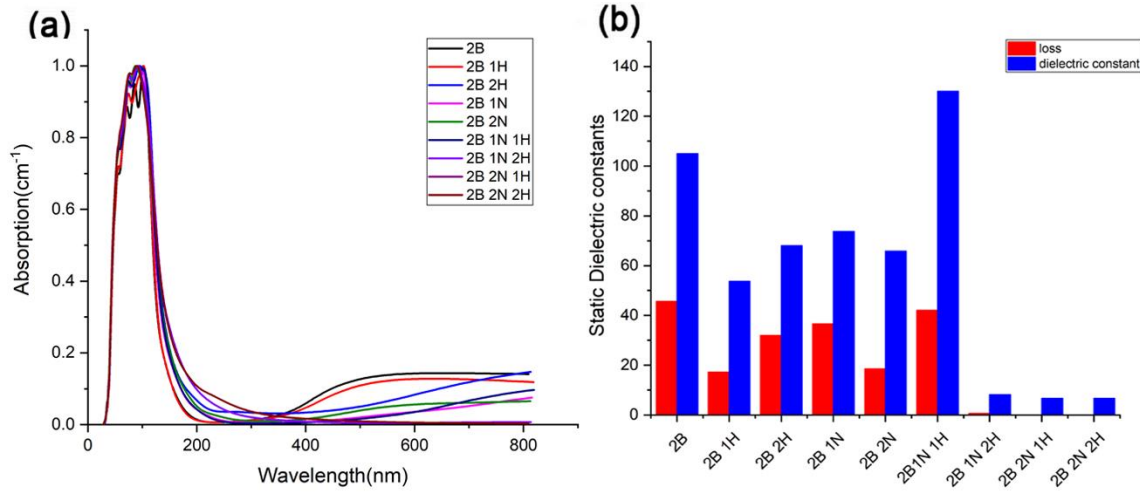 (a)
2B
2B 1H
2B 2H
2B 1N
2B 2N
2B 1N 1H
2B 1N 2H
2B 2N 1H
2B 2N 2H
Absorption(cm-1)
1.0
0.8
0.6
0.4
0.2
0.0
0
200
400
600
800
Wavelength(nm)
(b)
loss
dielectric constant
Static Dielectric constants
140
120
100
80
60
40
20
0
2B
2B 1H
2B 2H
2B 1N
2B 2N
2B1N 1H
2B 1N 2H
2B 2N 1H
2B 2N 2H